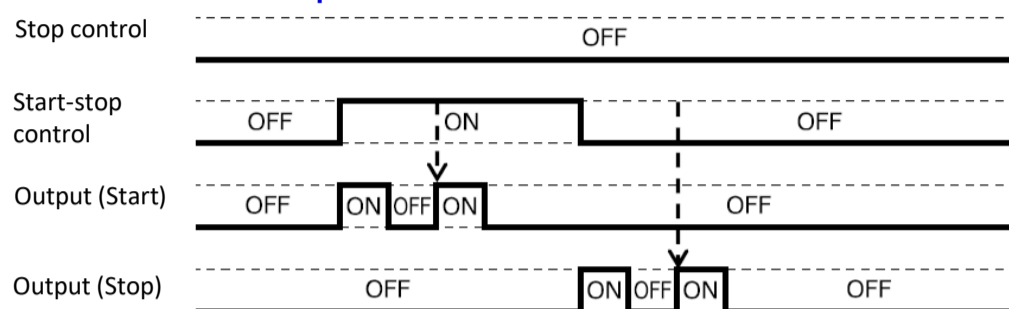 Stop control
OFF
Start-stop
control
OFF
ON
OFF
Output (Start)
OFF
ON
OFF
ON
OFF
Output (Stop)
OFF
ON
OFF
ON
OFF